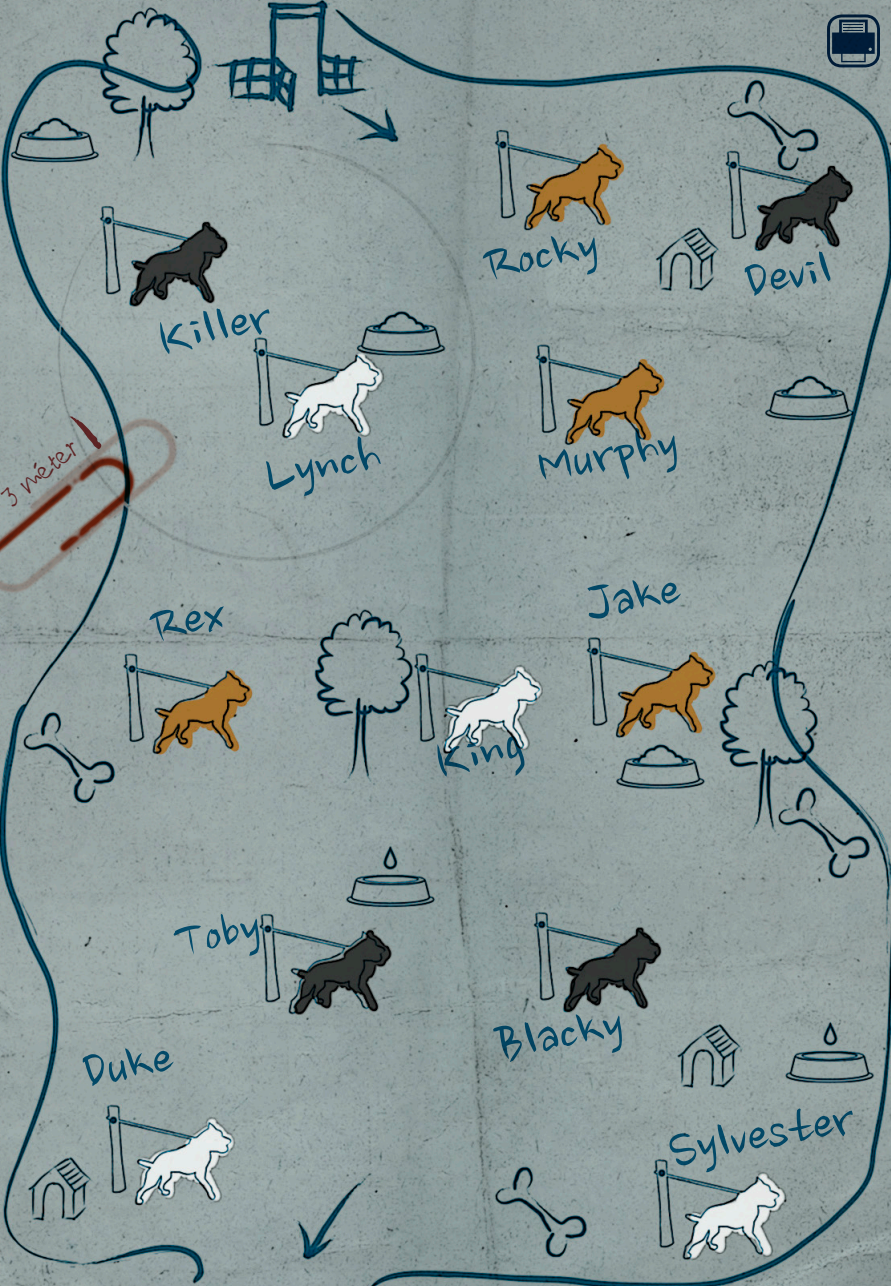 Rocky
Devil
Killer
Lynch
Murphy
3 méter
Rex
Jake
King
Toby
Blacky
Duke
Sylvester